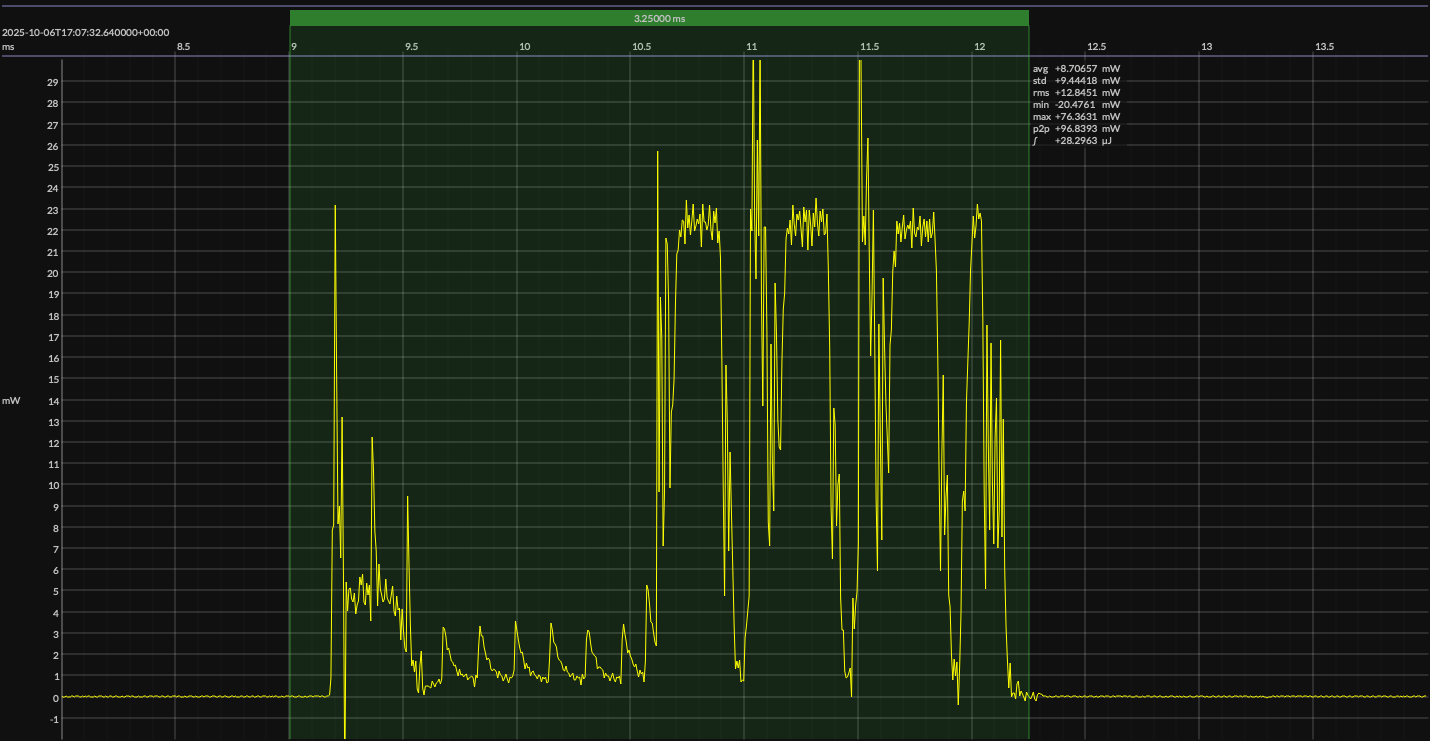 3.25000 ms
2025-10-06T17:07:32.640000+00:00
ms 8.5 9 9.5 10 10.5 11 11.5 12 12.5 13 13.5
avg +8.70657 mW
std +9.44418 mW
rms +12.8451 mW
min -20.4761 mW
max +76.3631 mW
p2p +96.8393 mW
∫ +28.2963 µJ
29
28
27
26
25
24
23
22
21
20
19
18
17
16
15
mW
14
13
12
11
10
9
8
7
6
5
4
3
2
1
0
-1